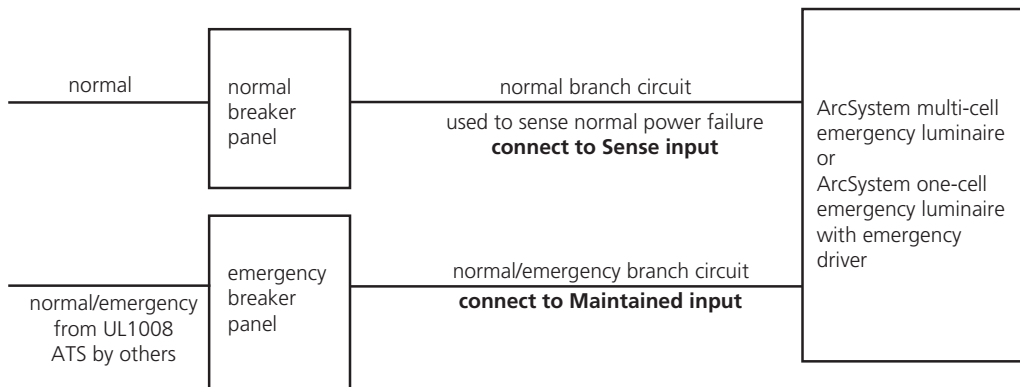 normal
normal
breaker
panel
normal branch circuit
used to sense normal power failure
connect to Sense input
ArcSystem multi-cell
emergency luminaire
or
ArcSystem one-cell
emergency luminaire
with emergency
driver
normal/emergency
from UL1008
ATS by others
emergency
breaker
panel
normal/emergency branch circuit
connect to Maintained input